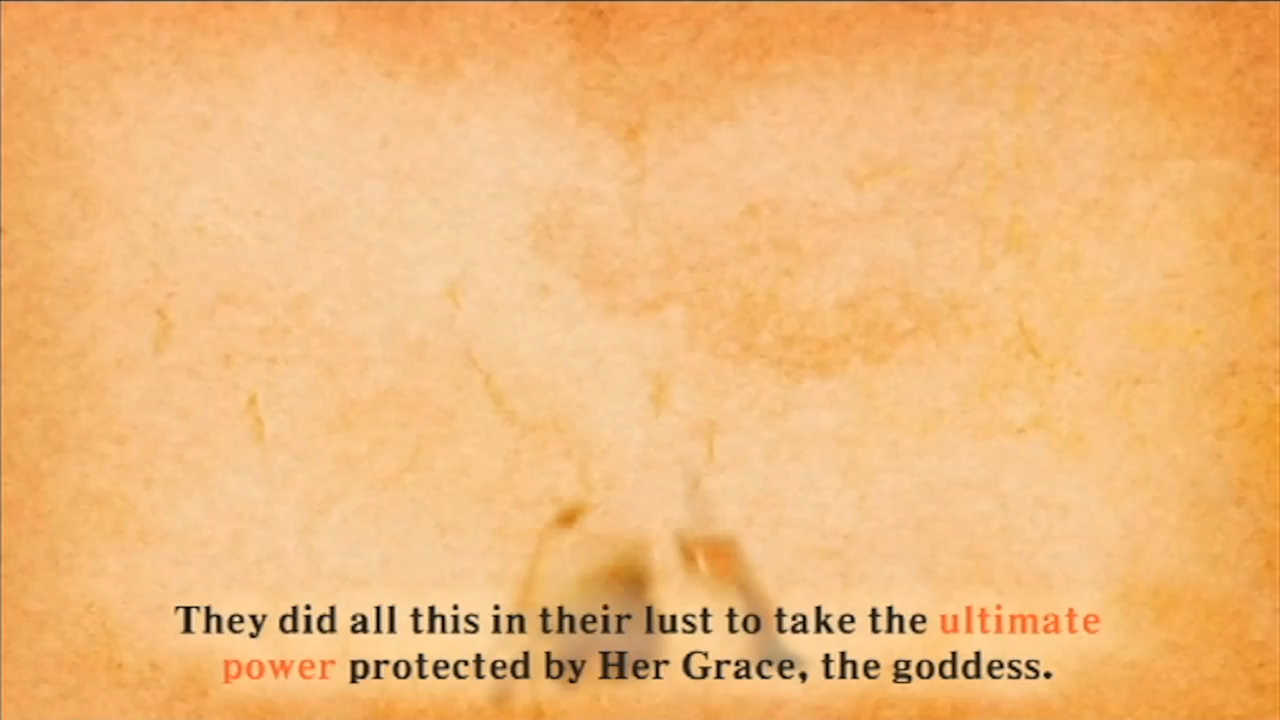 They did all this in their lust to take the ultimate
power protected by Her Grace, the goddess.